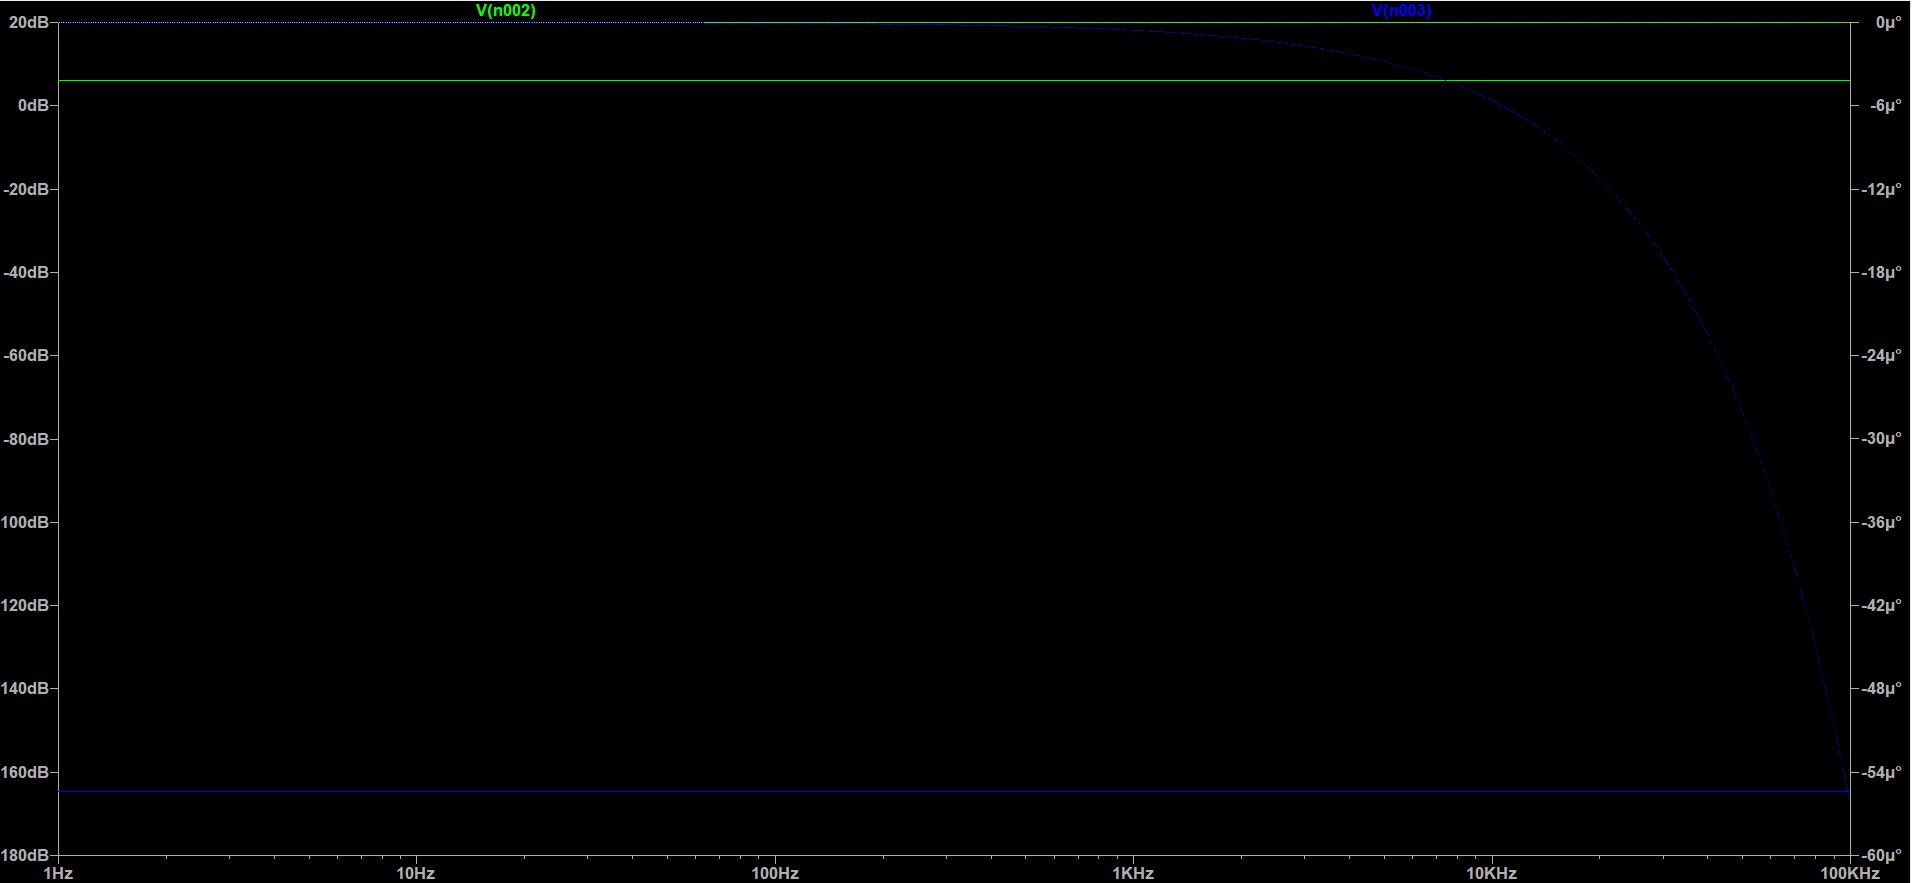 V(n002) V(n003)
20dB 0µ°
0dB -6µ°
-20dB -12µ°
-40dB -18µ°
-60dB -24µ°
-80dB -30µ°
100dB -36µ°
120dB -42µ°
140dB -48µ°
160dB -54µ°
180dB -60µ°
1Hz 10Hz 100Hz 1KHz 10KHz 100KHz